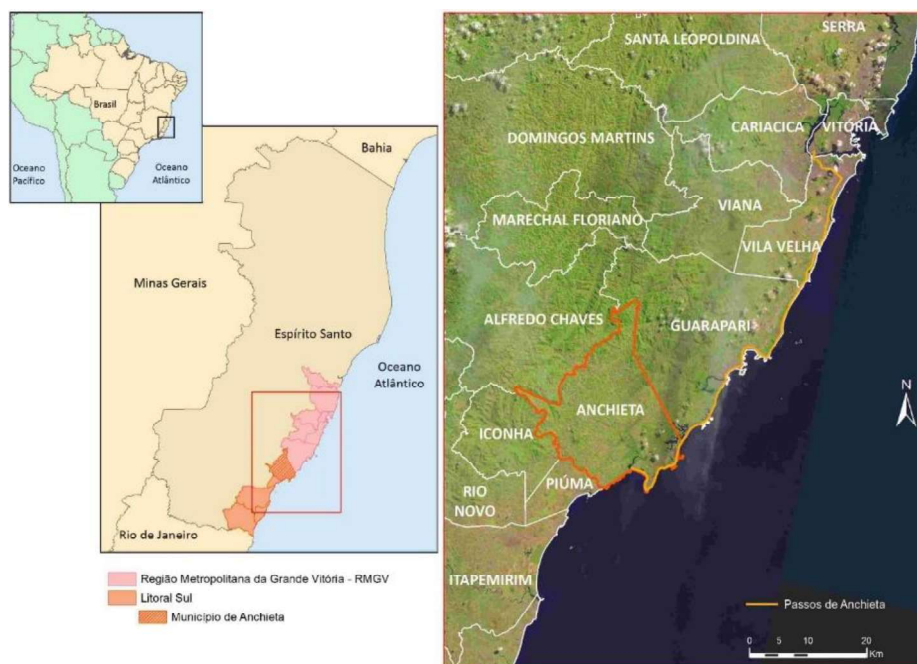 Brasil
Oceano
Pacífico
Oceano
Atlântico
Bahia
Minas Gerais
Espírito Santo
Oceano
Atlântico
Rio de Janeiro
Região Metropolitana da Grande Vitória - RMGV
Litoral Sul
Município de Anchieta
SERRA
SANTA LEOPOLDINA
CARIACICA
VITÓRIA
DOMINGOS MARTINS
VIANA
MARECHAL FLORIANO
VILA VELHA
ALFREDO CHAVES
GUARAPARI
ANCHIETA
ICONHA
PIÚMA
RIO
NOVO
ITAPEMIRIM
N
Passos de Anchieta
0 5 10 20
Km